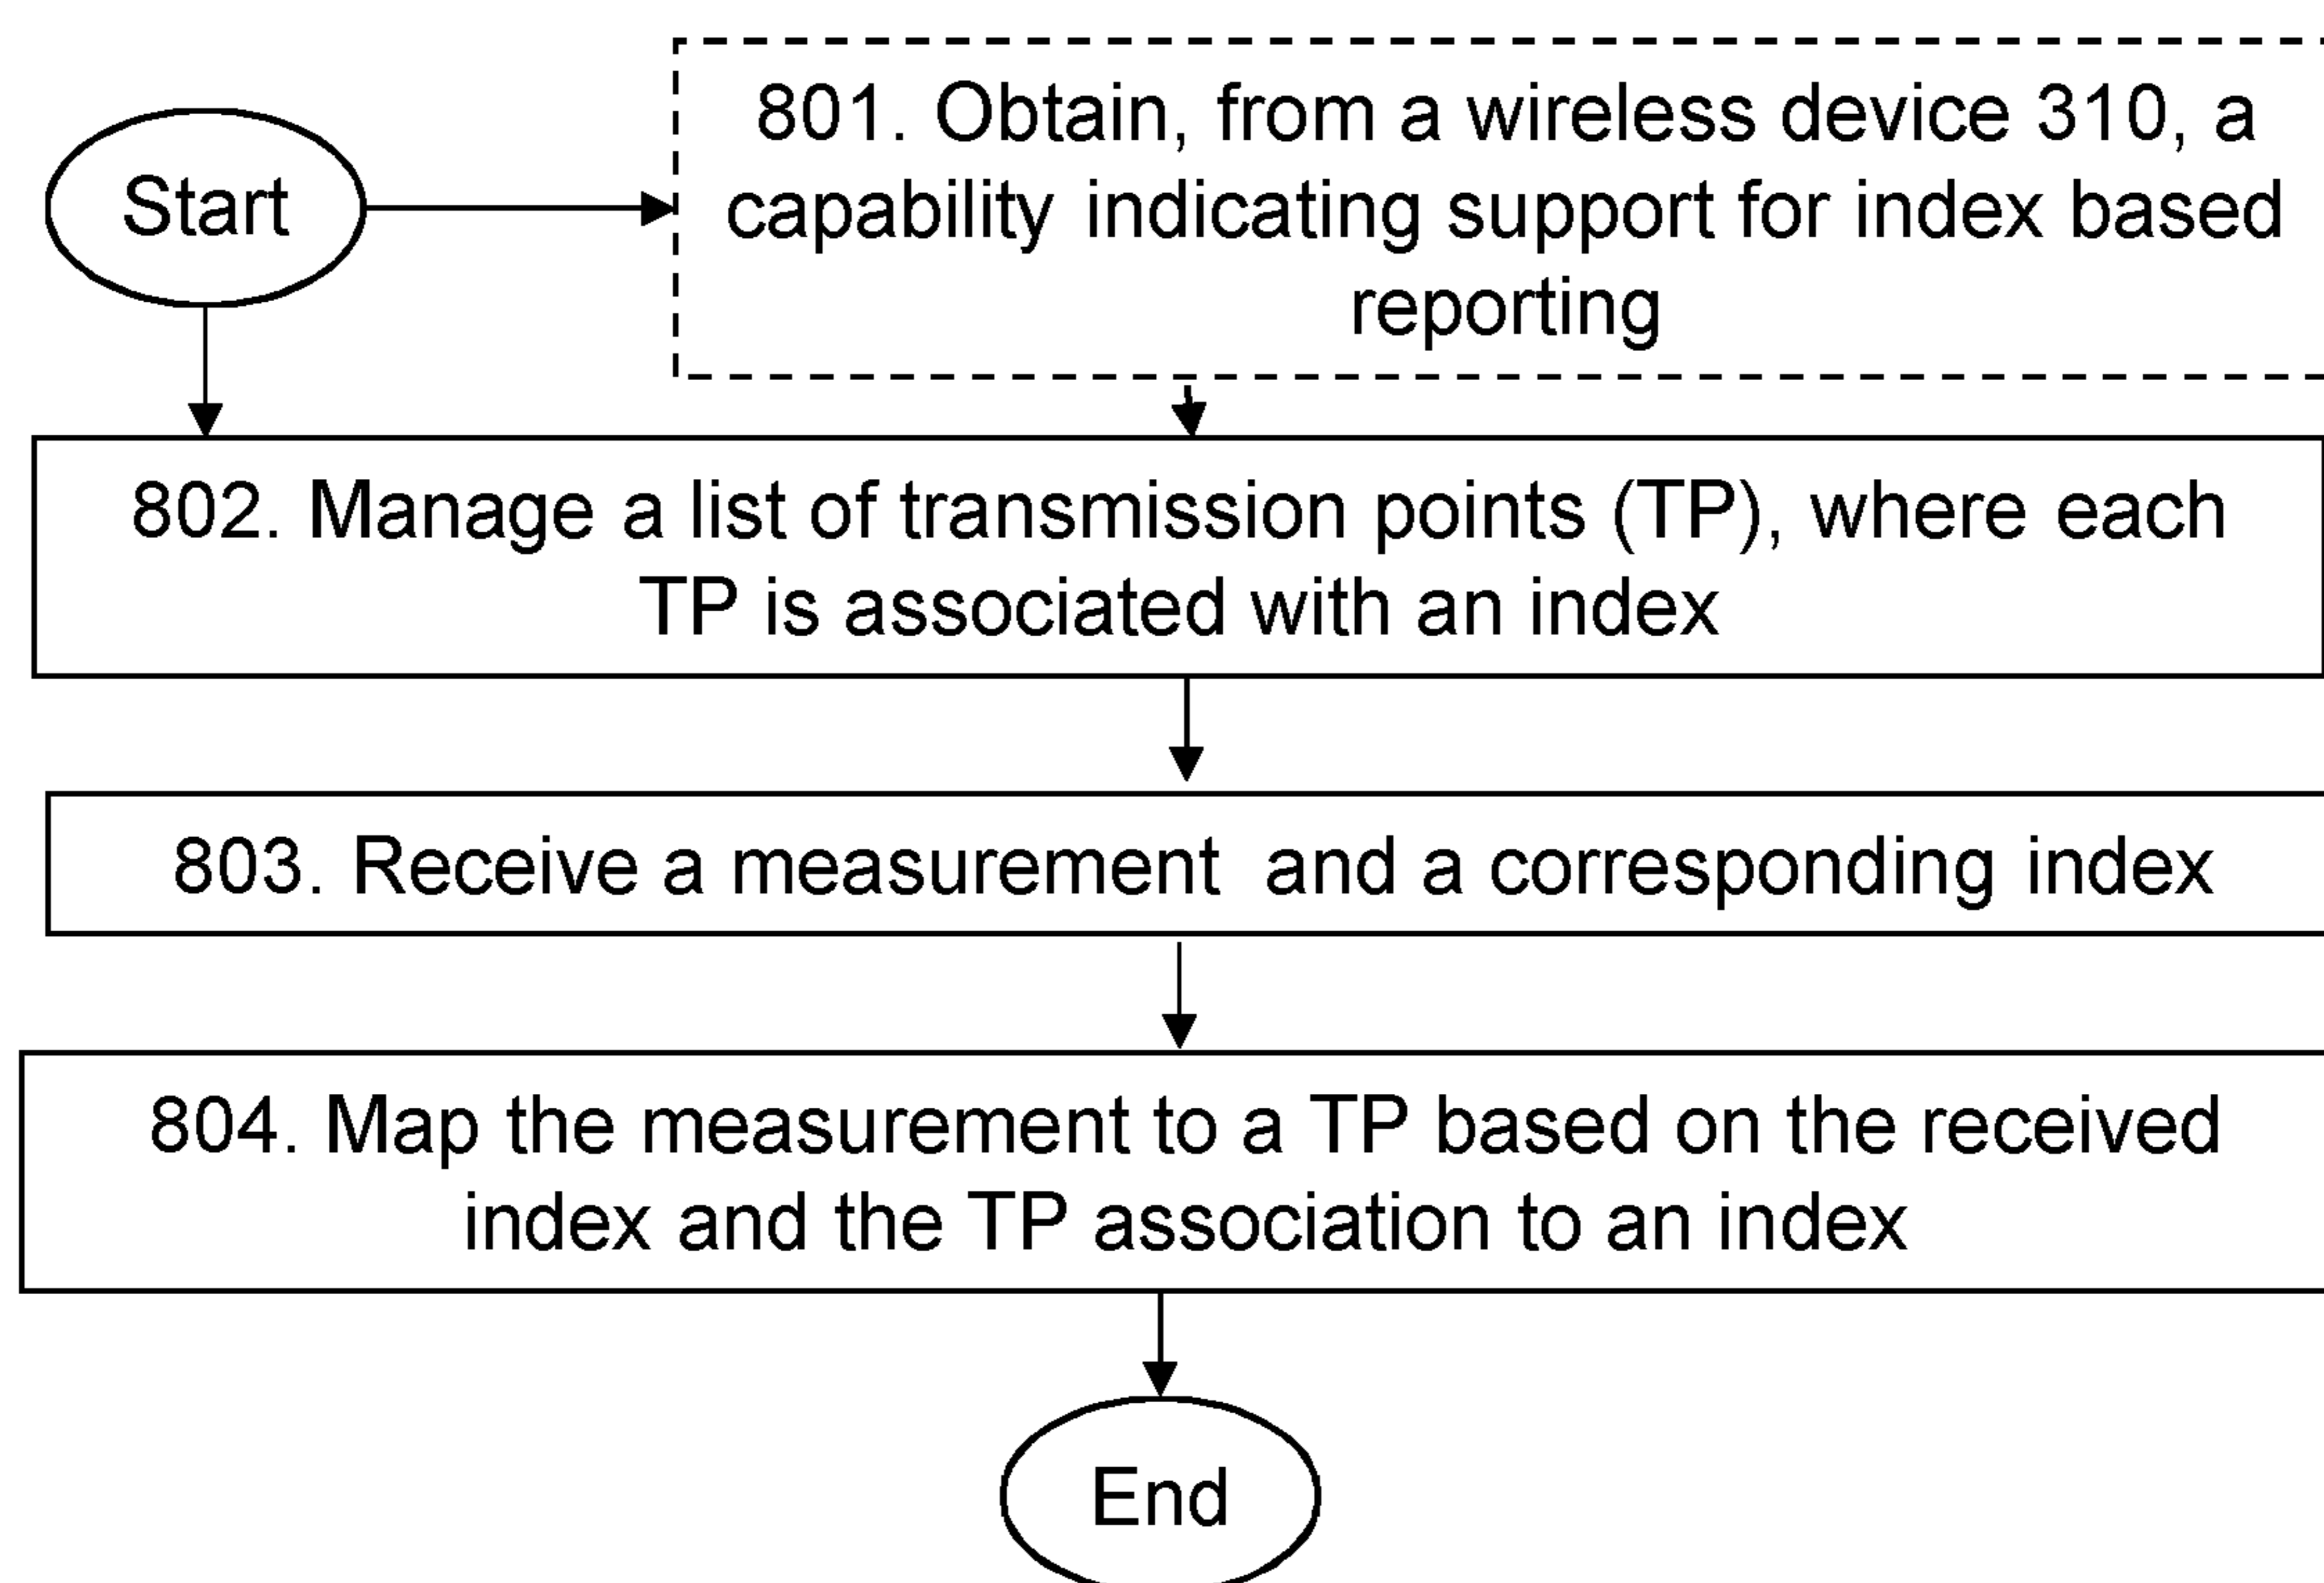 Start
801. Obtain, from a wireless device 310, a
capability indicating support for index based
reporting
802. Manage a list of transmission points (TP), where each
TP is associated with an index
803. Receive a measurement and a corresponding index
804. Map the measurement to a TP based on the received
index and the TP association to an index
End